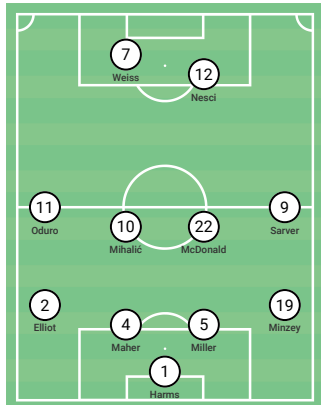 7
Weiss
12
Nesci
11
Oduro
10
Mihalić
22
McDonald
9
Sarver
2
Elliot
4
Maher
5
Miller
19
Minzey
1
Harms